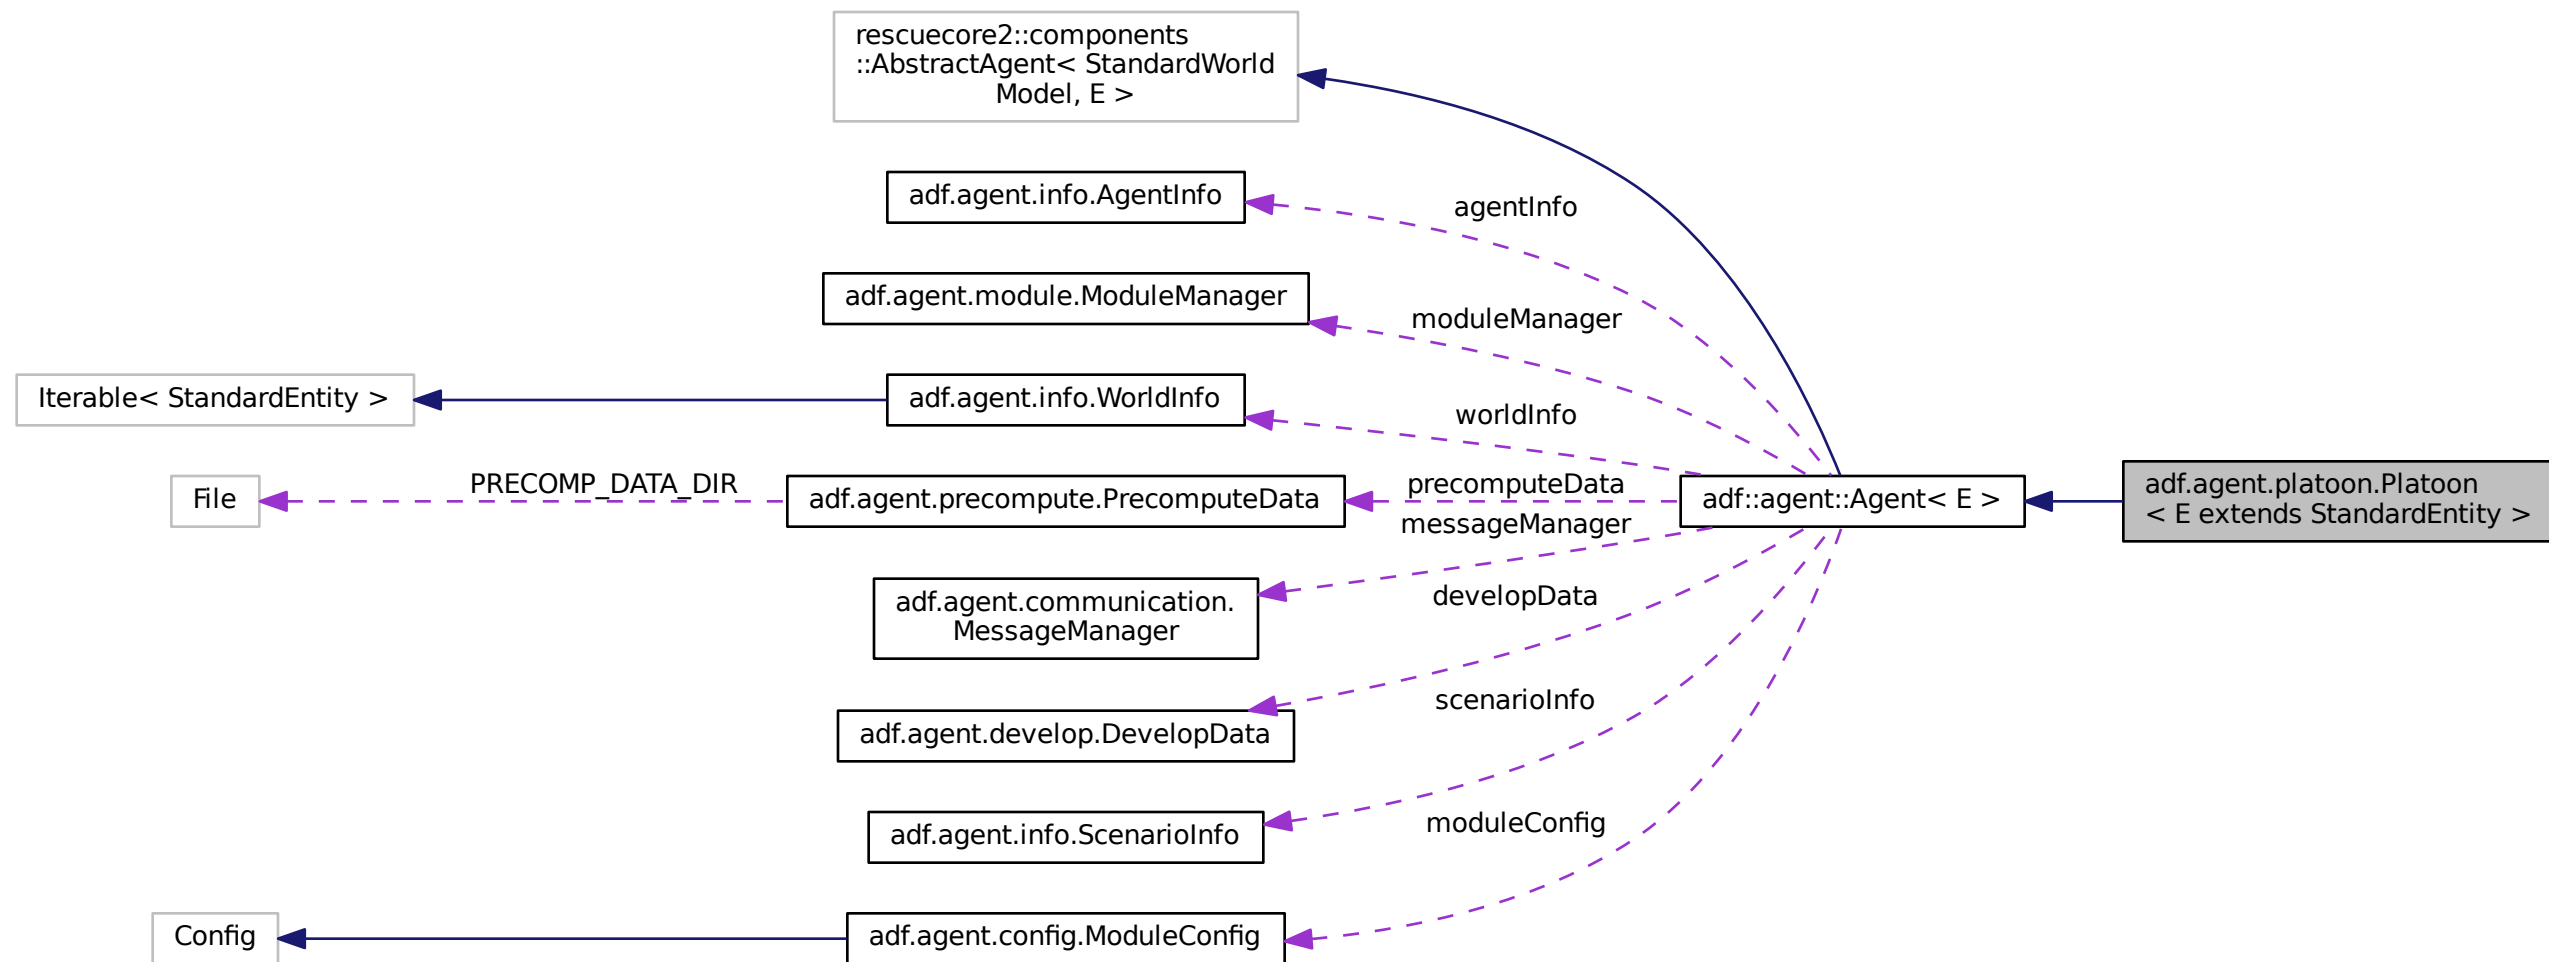 rescuecore2::components
::AbstractAgent< StandardWorld
Model, E >
adf.agent.info.AgentInfo
agentInfo
adf.agent.module.ModuleManager
moduleManager
Iterable< StandardEntity >
adf.agent.info.WorldInfo
worldInfo
File
PRECOMP_DATA_DIR
adf.agent.precompute.PrecomputeData
precomputeData
adf::agent::Agent< E >
adf.agent.platoon.Platoon
< E extends StandardEntity >
messageManager
adf.agent.communication.
MessageManager
developData
adf.agent.develop.DevelopData
scenarioInfo
adf.agent.info.ScenarioInfo
moduleConfig
Config
adf.agent.config.ModuleConfig